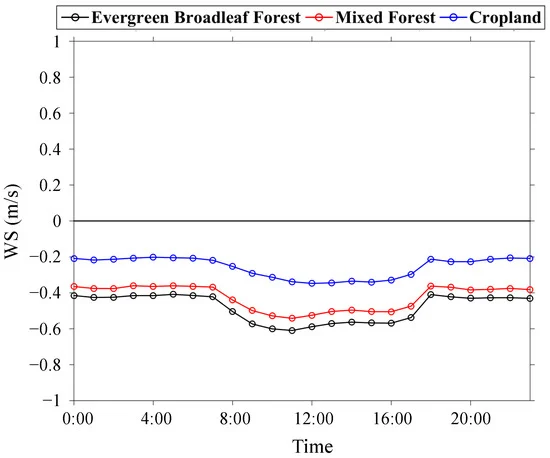 Evergreen Broadleaf Forest Mixed Forest Cropland
1
0.8
0.6
0.4
0.2
0
−0.2
−0.4
−0.6
−0.8
−1
WS (m/s)
0:00 4:00 8:00 12:00 16:00 20:00
Time